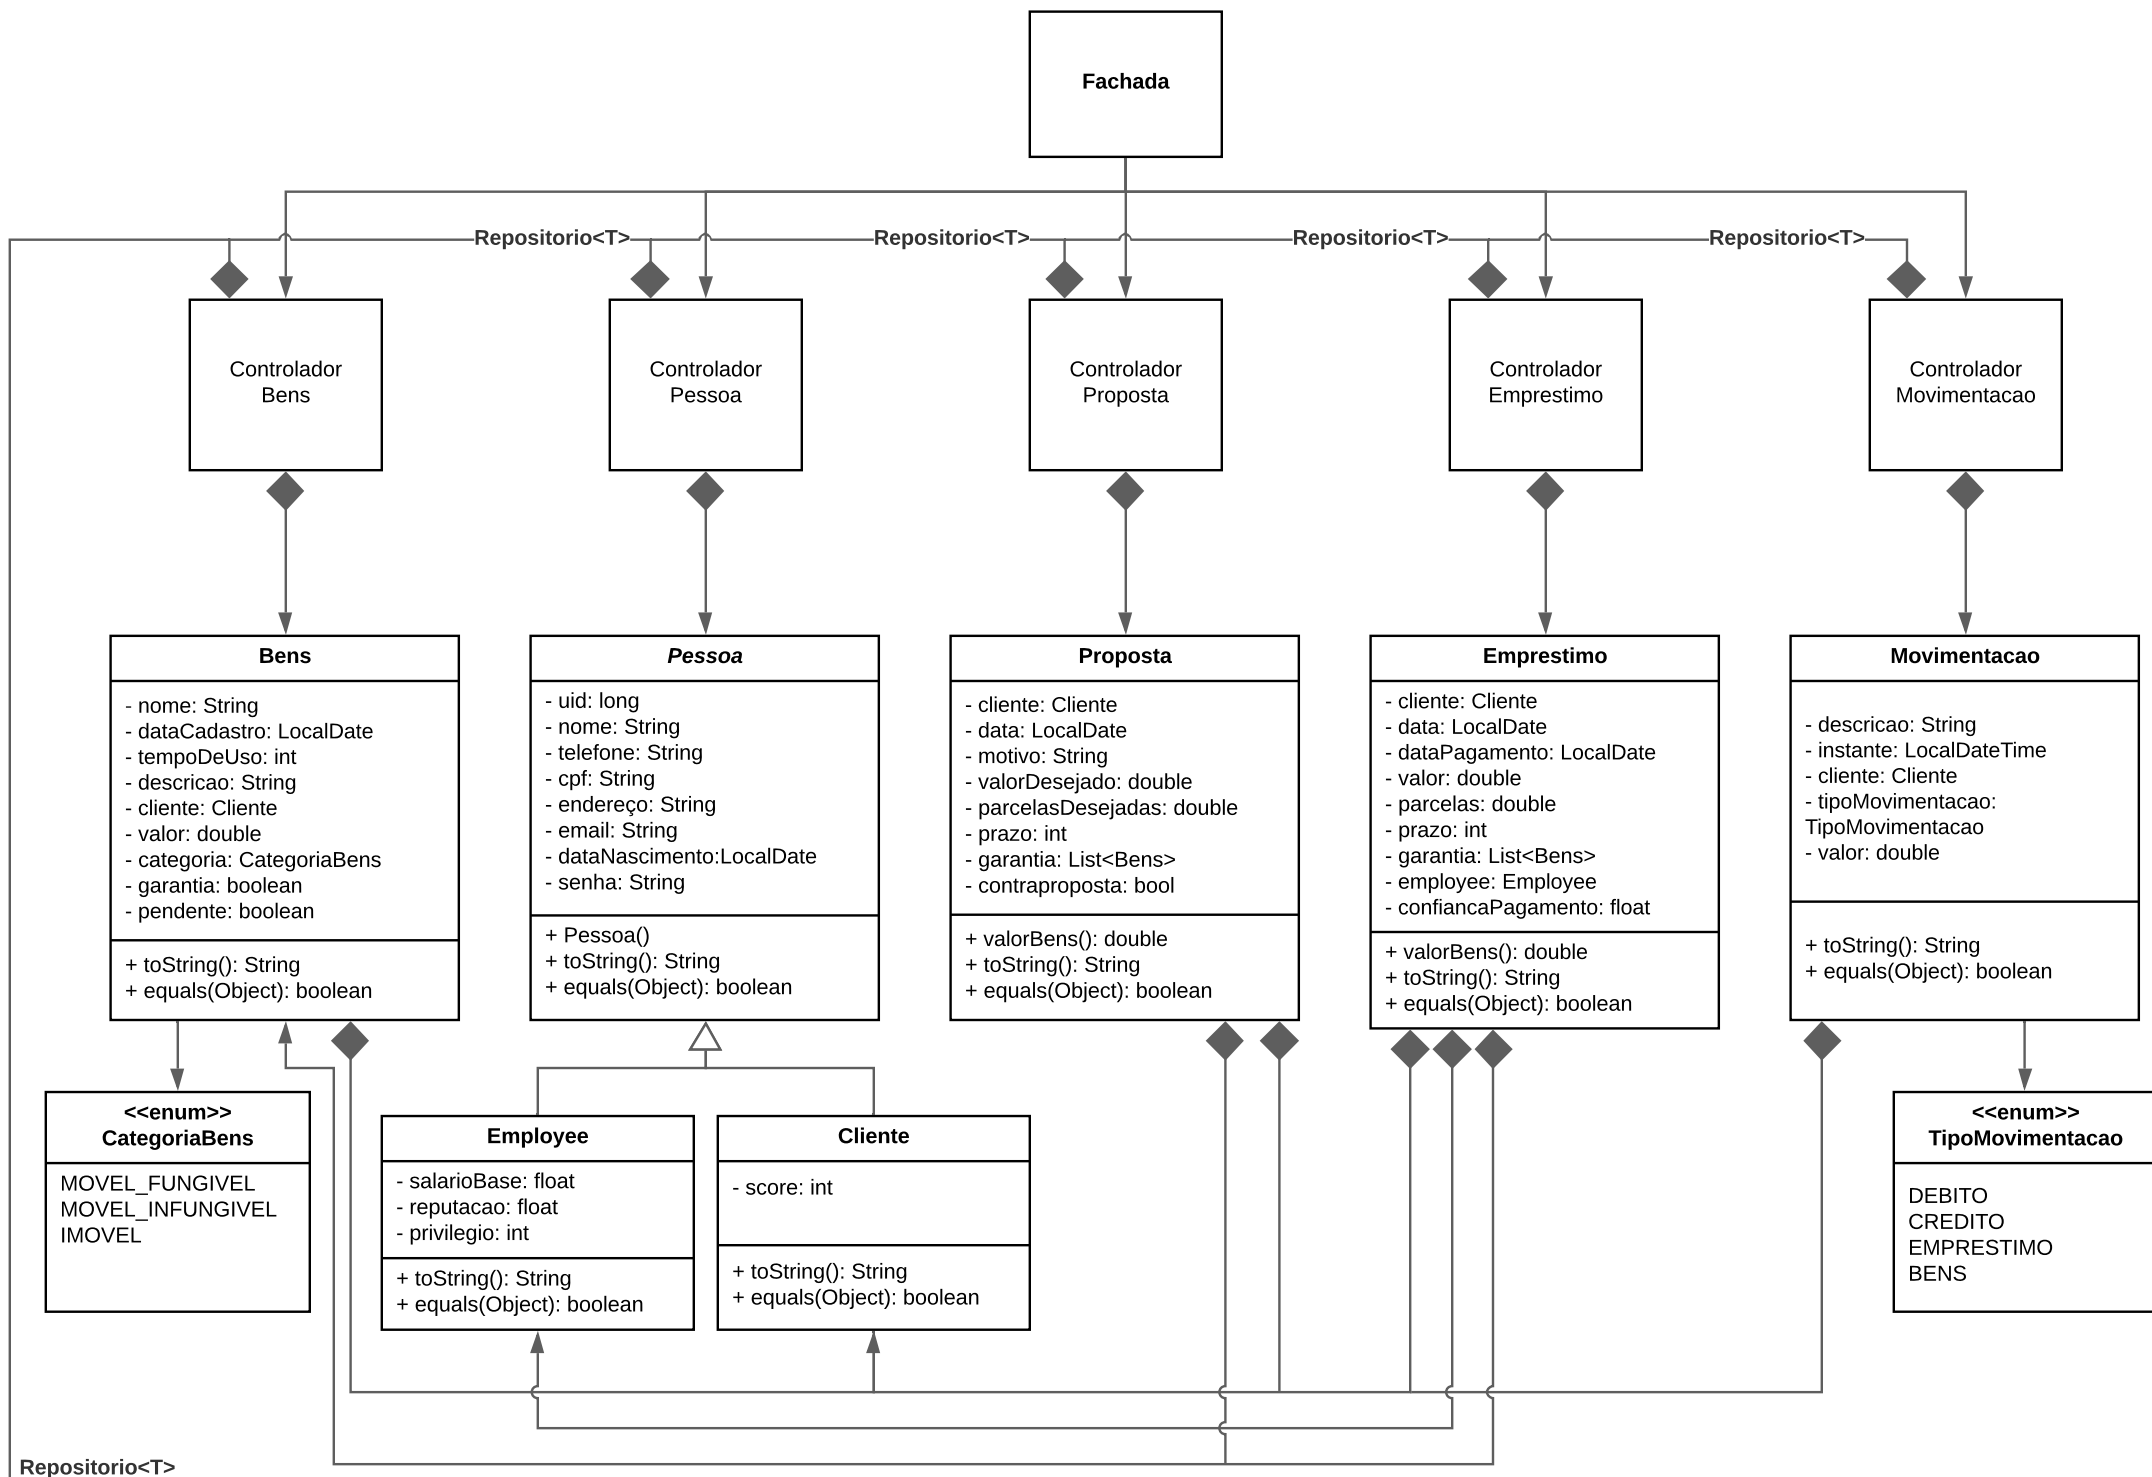 Fachada
Repositorio<T>
Repositorio<T>
Repositorio<T>
Repositorio<T>
Controlador
Bens
Controlador
Pessoa
Controlador
Proposta
Controlador
Emprestimo
Controlador
Movimentacao
Bens
- nome: String
- dataCadastro: LocalDate
- tempoDeUso: int
- descricao: String
- cliente: Cliente
- valor: double
- categoria: CategoriaBens
- garantia: boolean
- pendente: boolean
+ toString(): String
+ equals(Object): boolean
Pessoa
- uid: long
- nome: String
- telefone: String
- cpf: String
- endereço: String
- email: String
- dataNascimento:LocalDate
- senha: String
+ Pessoa()
+ toString(): String
+ equals(Object): boolean
Proposta
- cliente: Cliente
- data: LocalDate
- motivo: String
- valorDesejado: double
- parcelasDesejadas: double
- prazo: int
- garantia: List<Bens>
- contraproposta: bool
+ valorBens(): double
+ toString(): String
+ equals(Object): boolean
Emprestimo
- cliente: Cliente
- data: LocalDate
- dataPagamento: LocalDate
- valor: double
- parcelas: double
- prazo: int
- garantia: List<Bens>
- employee: Employee
- confiancaPagamento: float
+ valorBens(): double
+ toString(): String
+ equals(Object): boolean
Movimentacao
- descricao: String
- instante: LocalDateTime
- cliente: Cliente
- tipoMovimentacao:
TipoMovimentacao
- valor: double
+ toString(): String
+ equals(Object): boolean
<<enum>>
CategoriaBens
MOVEL_FUNGIVEL
MOVEL_INFUNGIVEL
IMOVEL
Employee
- salarioBase: float
- reputacao: float
- privilegio: int
+ toString(): String
+ equals(Object): boolean
Cliente
- score: int
+ toString(): String
+ equals(Object): boolean
<<enum>>
TipoMovimentacao
DEBITO
CREDITO
EMPRESTIMO
BENS
Repositorio<T>